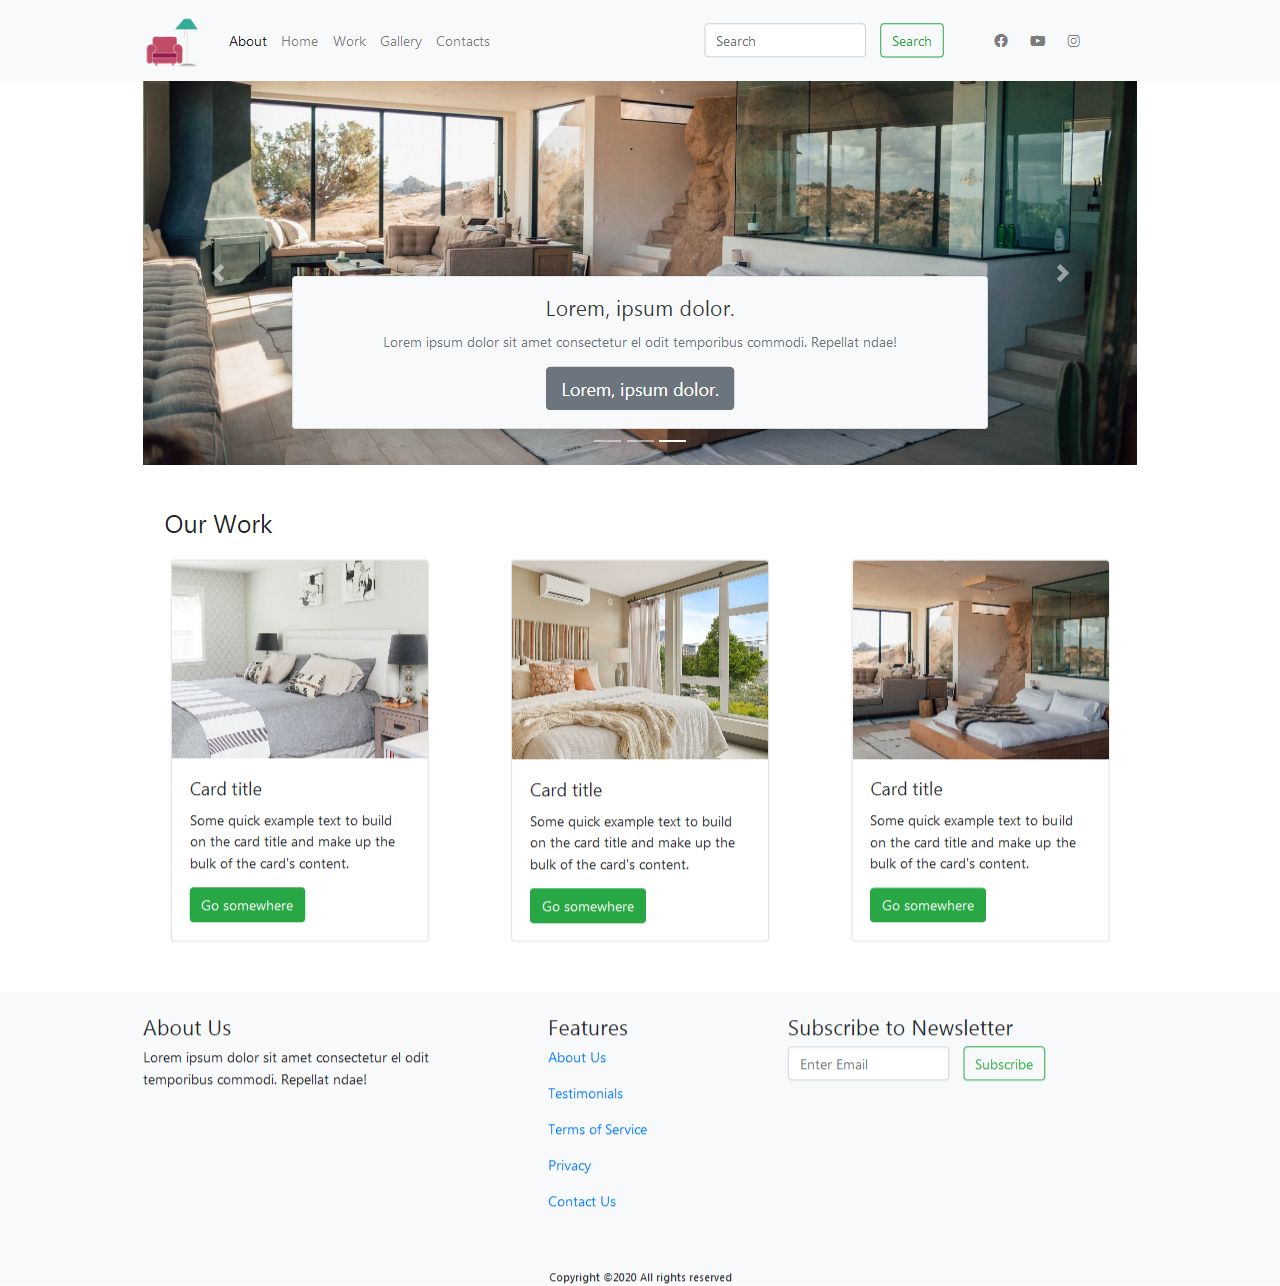 About Home Work Gallery Contacts Search Search
Lorem, ipsum dolor.
Lorem ipsum dolor sit amet consectetur el odit temporibus commodi. Repellat ndae!
Lorem, ipsum dolor.
Our Work
Card title
Some quick example text to build
on the card title and make up the
bulk of the card's content.
Go somewhere
Card title
Some quick example text to build
on the card title and make up the
bulk of the card's content.
Go somewhere
Card title
Some quick example text to build
on the card title and make up the
bulk of the card's content.
Go somewhere
About Us
Lorem ipsum dolor sit amet consectetur el odit
temporibus commodi. Repellat ndae!
Features
About Us
Testimonials
Terms of Service
Privacy
Contact Us
Subscribe to Newsletter
Enter Email Subscribe
Copyright ©2020 All rights reserved